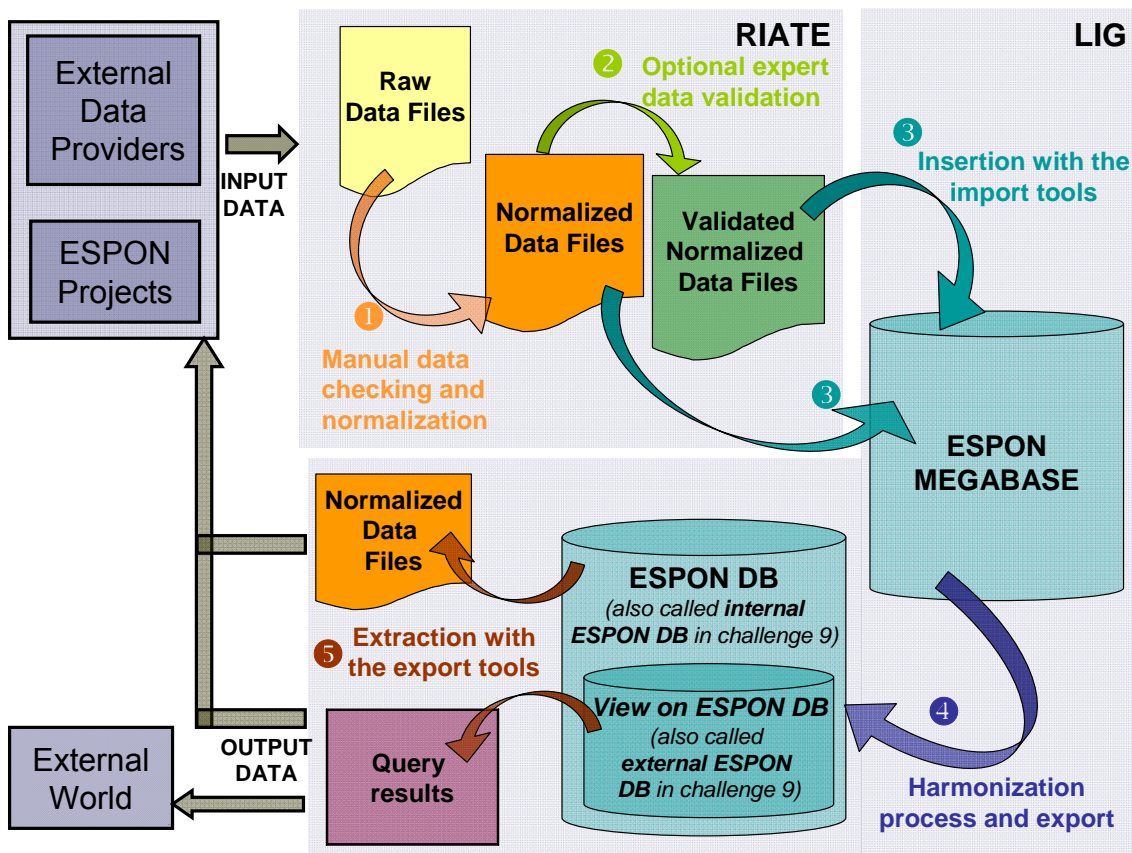 RIATE
LIG
External
Data
Providers
ESPON
Projects
INPUT
DATA
Raw
Data Files
2 Optional expert
data validation
Normalized
Data Files
Validated
Normalized
Data Files
3
Insertion with the
import tools
1
Manual data
checking and
normalization
3
ESPON
MEGABASE
Normalized
Data
Files
ESPON DB
(also called internal
ESPON DB in challenge 9)
5 Extraction with
the export tools
View on ESPON DB
(also called
external ESPON
DB in challenge 9)
4
Harmonization
process and export
Query
results
OUTPUT
DATA
External
World